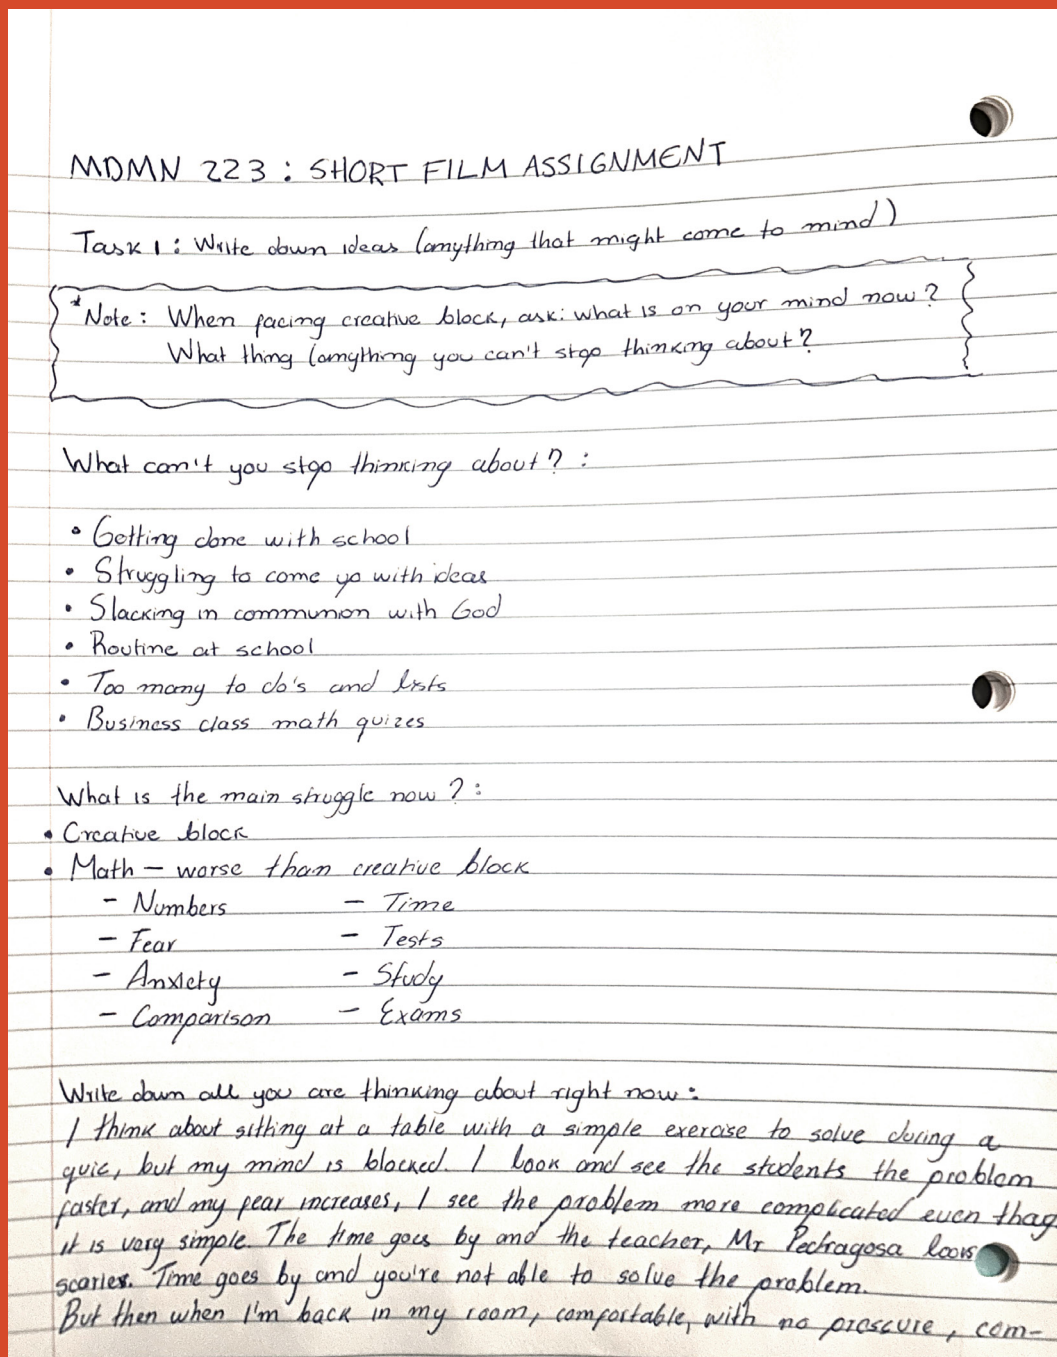 MDMN 223 : SHORT FILM ASSIGNMENT
Task 1 : Write down ideas (anything that might come to mind)
*Note : When facing creative block, ask: what is on your mind now ?
What thing (anything you can't stop thinking about ?
What can't you stop thinking about ? :
• Getting done with school
• Struggling to come up with ideas
• Slacking in communion with God
• Routine at school
• Too many to do's and lists
• Business class math quizes
What is the main struggle now ? :
• Creative block
• Math — worse than creative block
– Numbers – Time
– Fear – Tests
– Anxiety – Study
– Comparison – Exams
Write down all you are thinking about right now :
I think about sitting at a table with a simple exercise to solve during a
quic, but my mind is blocked. I look and see the students the problem
faster, and my fear increases, I see the problem more complicated even
it is very simple. The time goes by and the teacher, Mr Pedragosa looks
scarier. Time goes by and you're not able to solve the problem.
But then when I'm back in my room, comfortable, with no presscure, com-